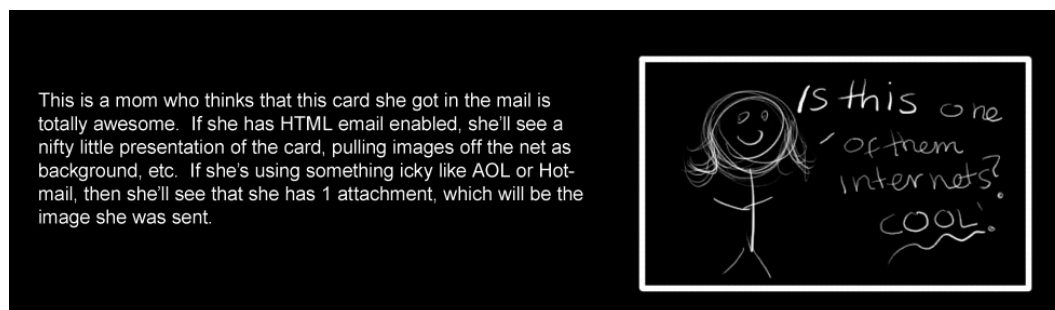 This is a mom who thinks that this card she got in the mail is
totally awesome.  If she has HTML email enabled, she'll see a
nifty little presentation of the card, pulling images off the net as
background, etc.  If she's using something icky like AOL or Hot-
mail, then she'll see that she has 1 attachment, which will be the
image she was sent.
Is this one
of them
internets?
COOL!